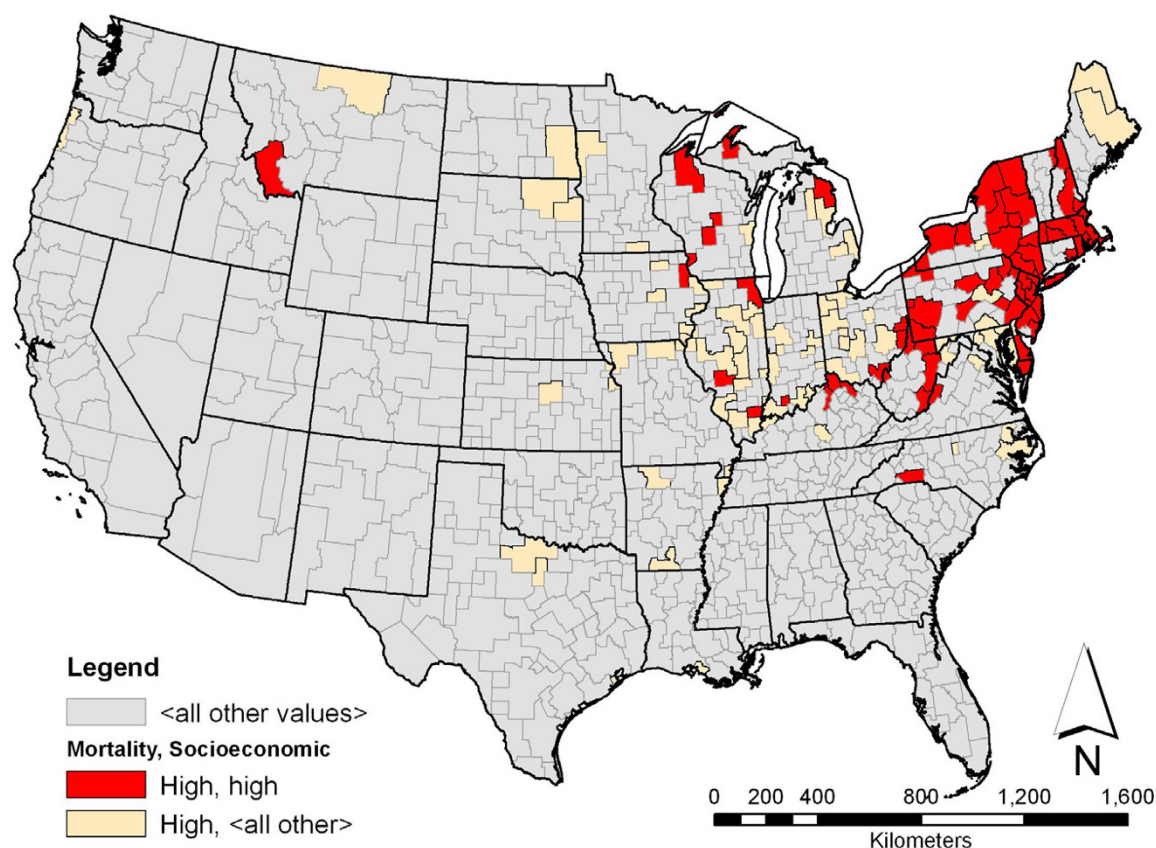 Legend
<all other values>
Mortality, Socioeconomic
High, high
High, <all other>
N
0 200 400 800 1,200 1,600
Kilometers